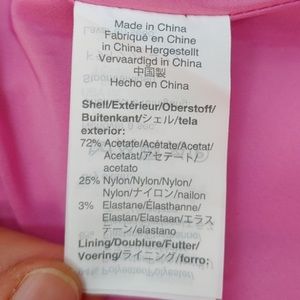 Made in China
Fabriqué en Chine
in China Hergestellt
Vervaardigd in China
中国製
Hecho en China
Shell/Extérieur/Oberstoff/
Buitenkant/シェル/tela
exterior:
72% Acetate/Acétate/Acetat/
Acetaat/アセテート/
acetato
25% Nylon/Nylon/Nylon/
Nylon/ナイロン/nailon
3% Elastane/Élasthanne/
Elastan/Elastaan/エラス
テーン/elastano
Lining/Doublure/Futter/
Voering/ライニング/forro:
Polyester/Polyester/